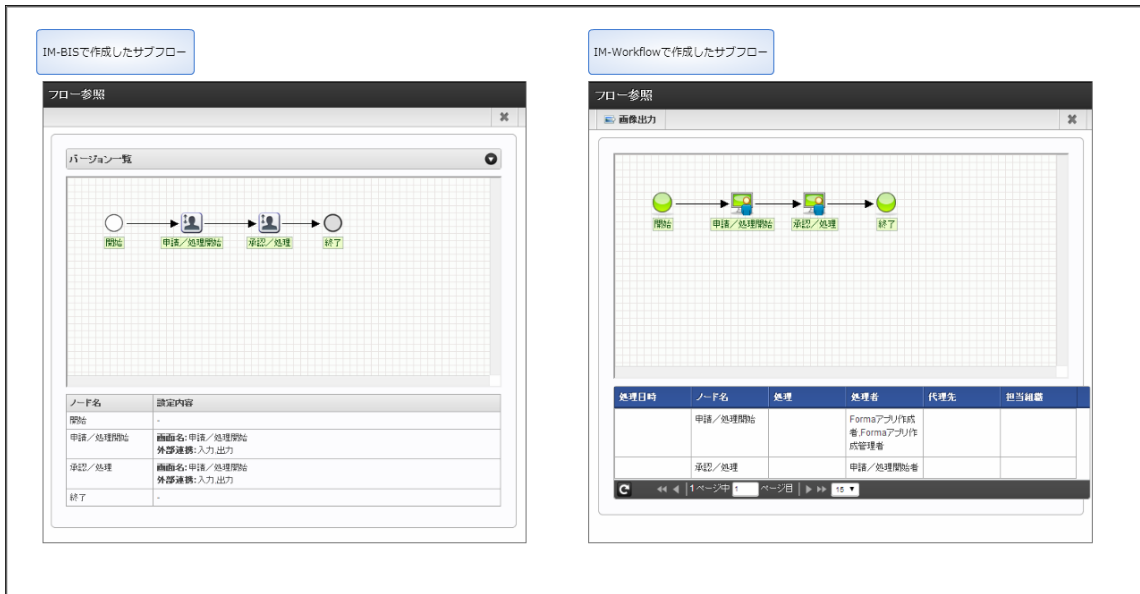 IM-BISで作成したサブフロー
フロー参照
バージョン一覧
開始
申請／処理開始
承認／処理
終了
ノード名 設定内容
開始 -
申請／処理開始 画面名:申請／処理開始
外部連携:入力,出力
承認／処理 画面名:申請／処理開始
外部連携:入力,出力
終了 -
IM-Workflowで作成したサブフロー
フロー参照
画像出力
開始
申請／処理開始
承認／処理
終了
処理日時 ノード名 処理 処理者 代理先 担当組織
申請／処理開始 Formaアプリ作成
者,Formaアプリ作
成管理者
承認／処理 申請／処理開始者
1ページ中 1 ページ目 15